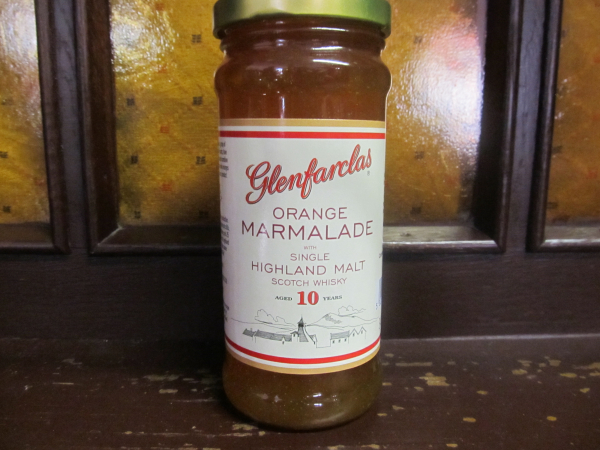 Glenfarclas
ORANGE
MARMALADE
WITH
SINGLE
HIGHLAND MALT
SCOTCH WHISKY
AGED 10 YEARS